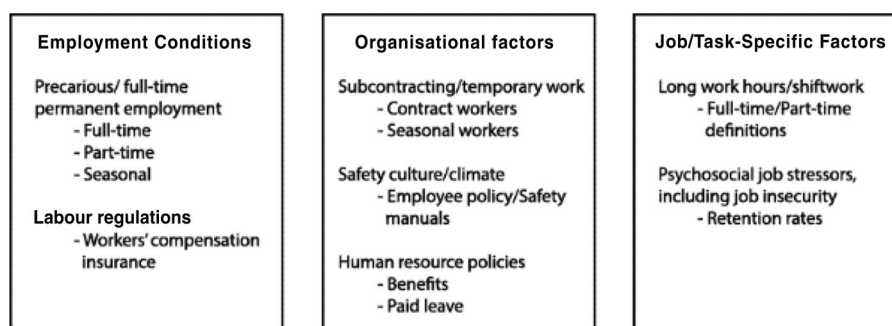 Employment Conditions
Precarious/ full-time
permanent employment
- Full-time
- Part-time
- Seasonal
Labour regulations
- Workers' compensation
insurance
Organisational factors
Subcontracting/temporary work
- Contract workers
- Seasonal workers
Safety culture/climate
- Employee policy/Safety
manuals
Human resource policies
- Benefits
- Paid leave
Job/Task-Specific Factors
Long work hours/shiftwork
- Full-time/Part-time
definitions
Psychosocial job stressors,
including job insecurity
- Retention rates